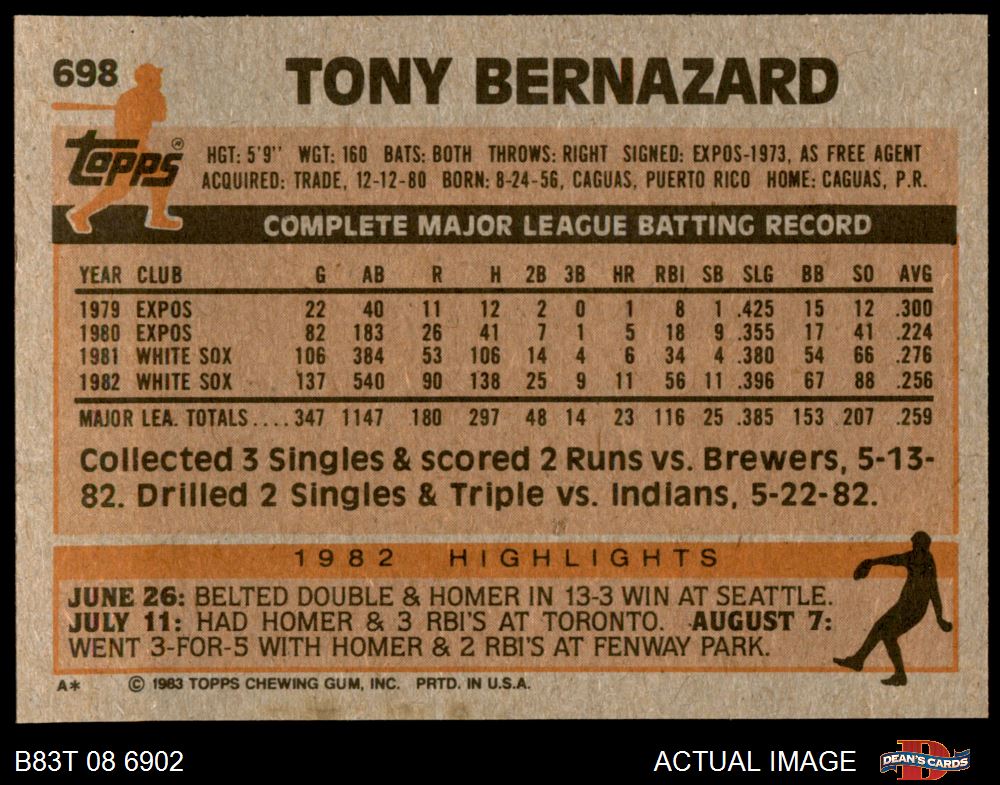 698
TONY BERNAZARD
Topps ®
HGT: 5'9" WGT: 160 BATS: BOTH THROWS: RIGHT SIGNED: EXPOS-1973, AS FREE AGENT
ACQUIRED: TRADE, 12-12-80 BORN: 8-24-56, CAGUAS, PUERTO RICO HOME: CAGUAS, P.R.
COMPLETE MAJOR LEAGUE BATTING RECORD
YEAR CLUB G AB R H 2B 3B HR RBI SB SLG BB SO AVG
1979 EXPOS 22 40 11 12 2 0 1 8 1 .425 15 12 .300
1980 EXPOS 82 183 26 41 7 1 5 18 9 .355 17 41 .224
1981 WHITE SOX 106 384 53 106 14 4 6 34 4 .380 54 66 .276
1982 WHITE SOX 137 540 90 138 25 9 11 56 11 .396 67 88 .256
MAJOR LEA. TOTALS....347 1147 180 297 48 14 23 116 25 .385 153 207 .259
Collected 3 Singles & scored 2 Runs vs. Brewers, 5-13-
82. Drilled 2 Singles & Triple vs. Indians, 5-22-82.
1982 HIGHLIGHTS
JUNE 26: BELTED DOUBLE & HOMER IN 13-3 WIN AT SEATTLE.
JULY 11: HAD HOMER & 3 RBI'S AT TORONTO. AUGUST 7:
WENT 3-FOR-5 WITH HOMER & 2 RBI'S AT FENWAY PARK.
A* © 1983 TOPPS CHEWING GUM, INC. PRTD. IN U.S.A.
B83T 08 6902 ACTUAL IMAGE D DEAN'S CARDS